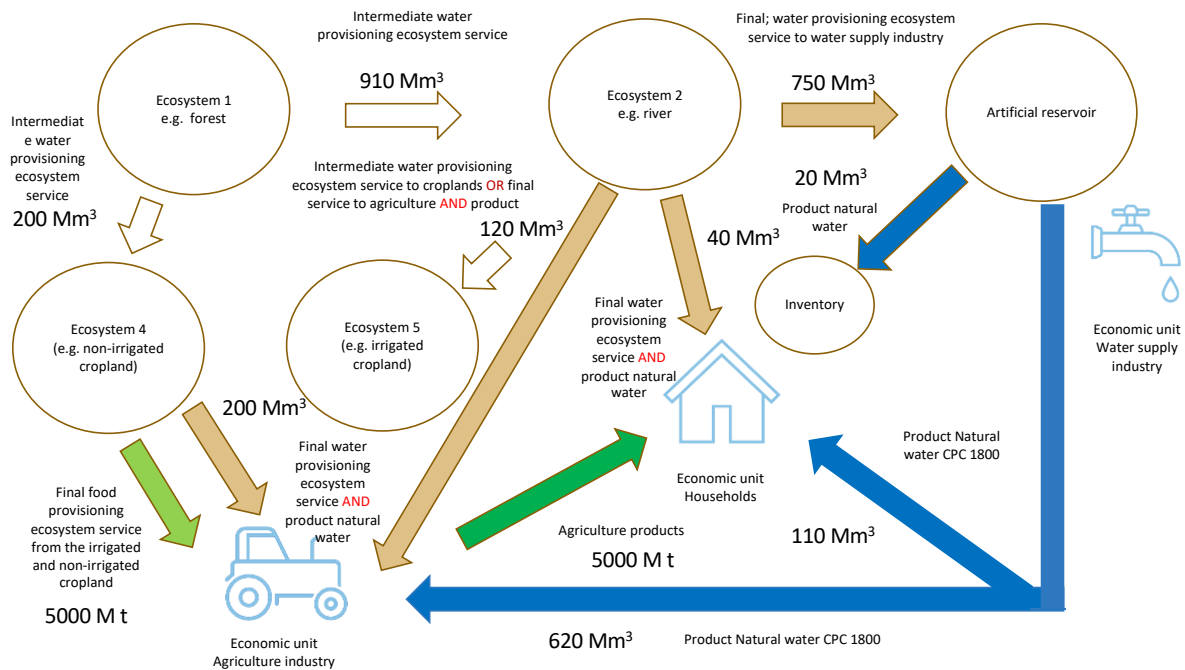 Intermediate water
provisioning ecosystem service
910 Mm³
Final; water provisioning ecosystem
service to water supply industry
750 Mm³
Ecosystem 1
e.g. forest
Ecosystem 2
e.g. river
Artificial reservoir
Intermediat
e water
provisioning
ecosystem
service
200 Mm³
Intermediate water provisioning
ecosystem service to croplands OR final
service to agriculture AND product
120 Mm³
20 Mm³
Product natural
water
40 Mm³
Ecosystem 4
(e.g. non-irrigated
cropland)
Ecosystem 5
(e.g. irrigated
cropland)
Final water
provisioning
ecosystem
service AND
product natural
water
Inventory
Economic unit
Water supply
industry
200 Mm³
Final water
provisioning
ecosystem
service AND
product natural
water
Final food
provisioning
ecosystem service
from the irrigated
and non-irrigated
cropland
5000 M t
Economic unit
Households
Product Natural
water CPC 1800
110 Mm³
Agriculture products
5000 M t
Economic unit
Agriculture industry
620 Mm³
Product Natural water CPC 1800